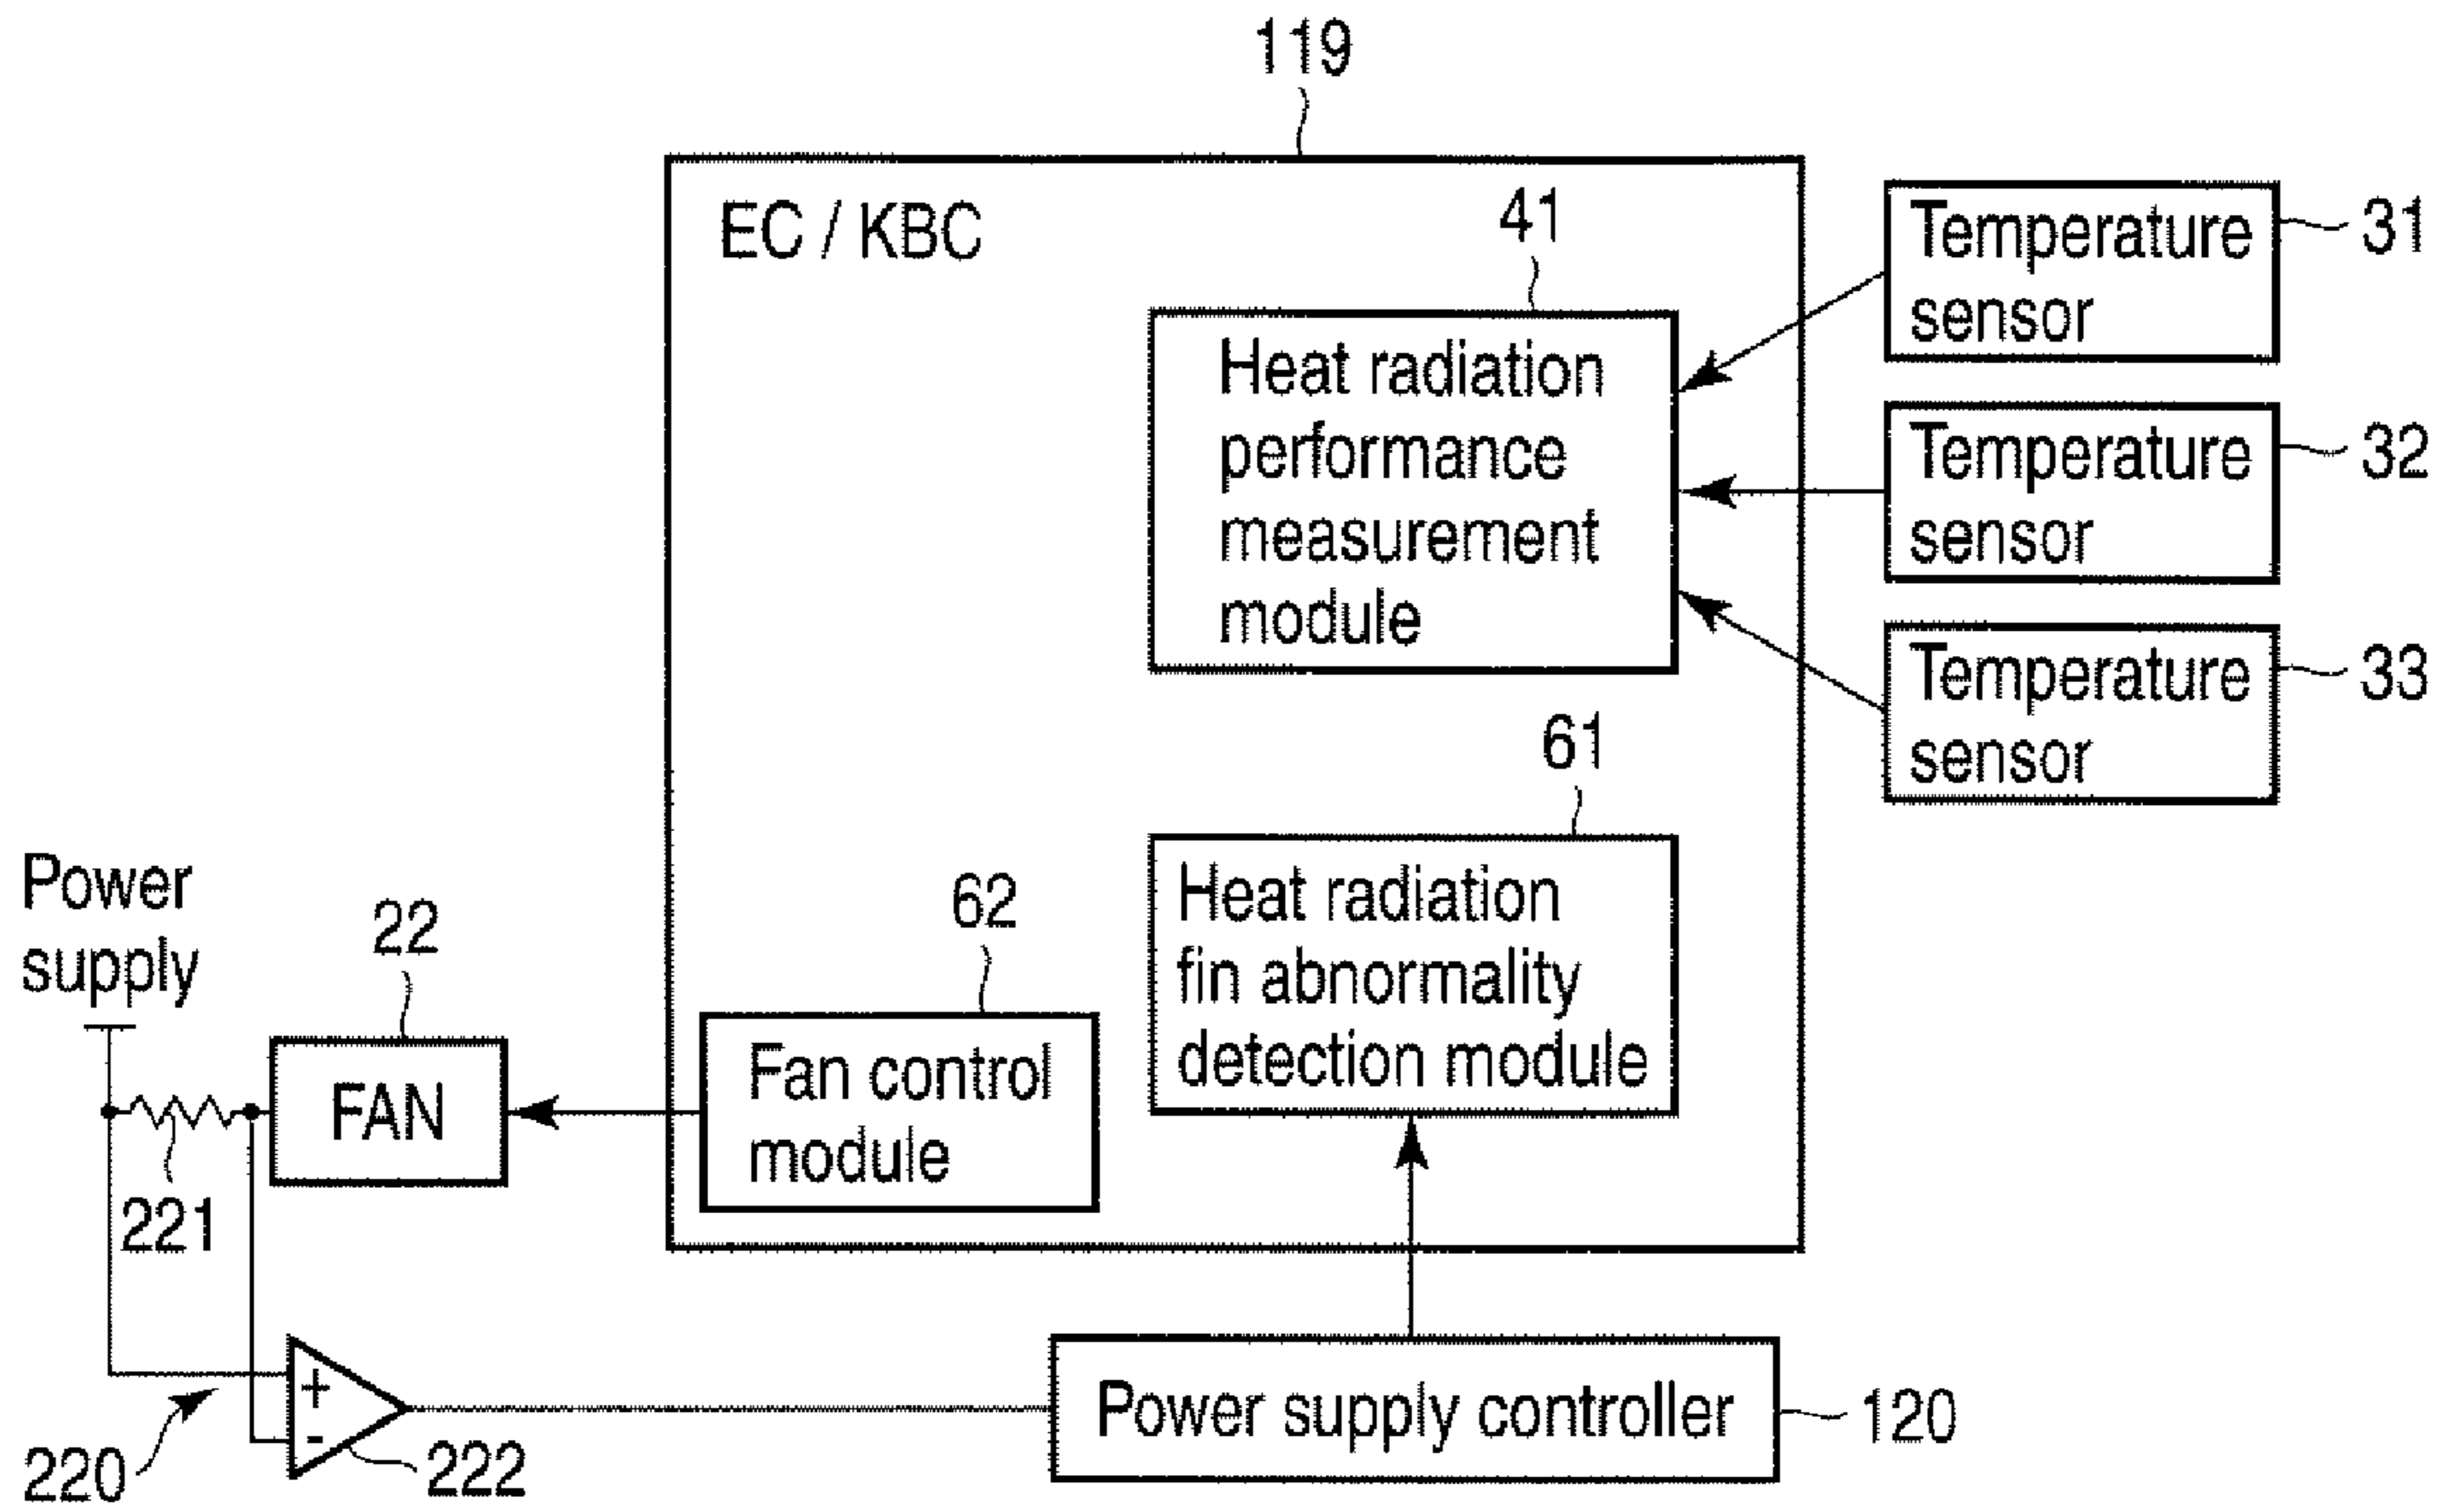 119
EC / KBC
41
Heat radiation
performance
measurement
module
Temperature
sensor
31
Temperature
sensor
32
Temperature
sensor
33
61
Heat radiation
fin abnormality
detection module
62
Fan control
module
Power
supply
22
FAN
221
+
-
220
222
Power supply controller
120